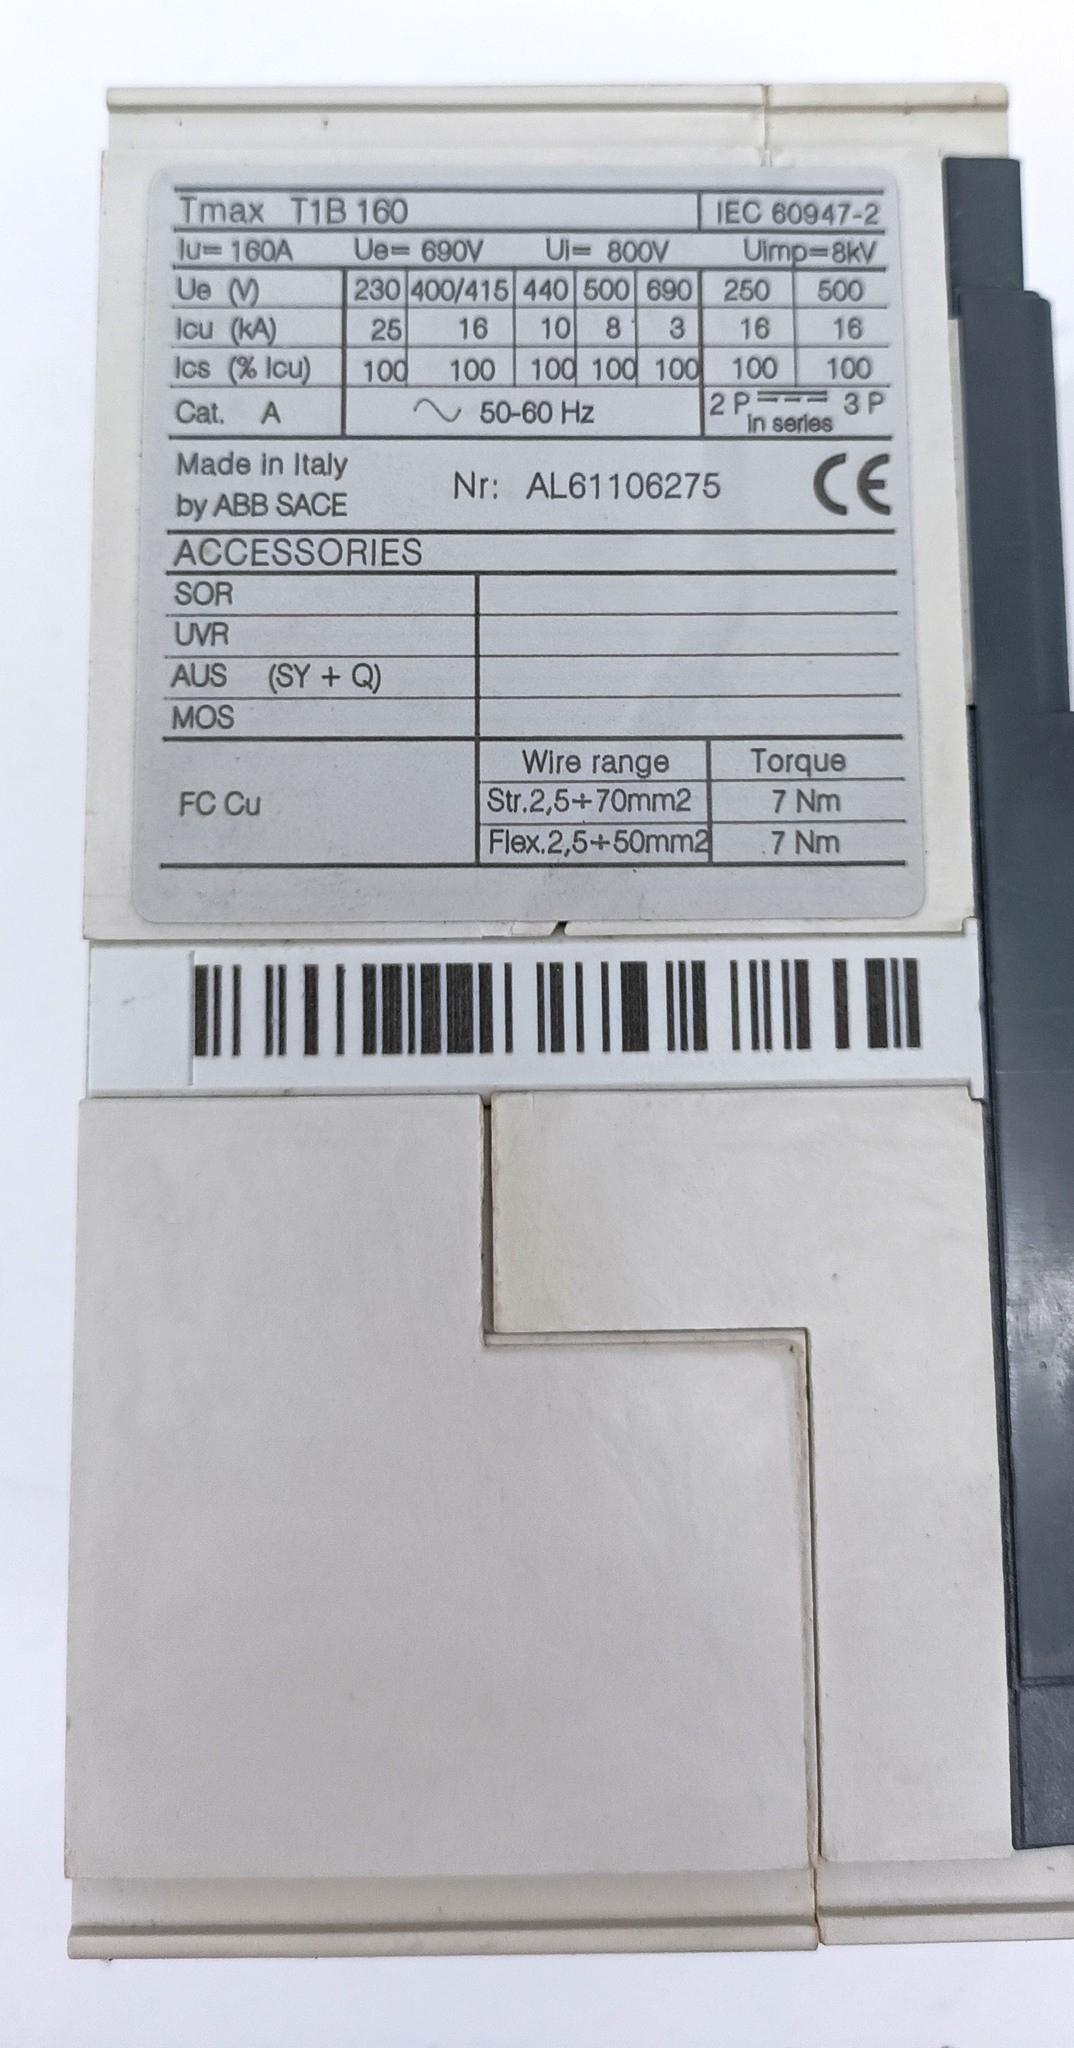 Tmax T1B 160 IEC 60947-2
Iu= 160A Ue= 690V Ui= 800V Uimp=8kV
Ue (V) 230 400/415 440 500 690 250 500
Icu (kA) 25 16 10 8 3 16 16
Ics (% Icu) 100 100 100 100 100 100 100
Cat. A 50-60 Hz 2 P 3 P
in series
Made in Italy
by ABB SACE
Nr: AL61106275
CE
ACCESSORIES
SOR
UVR
AUS (SY + Q)
MOS
Wire range Torque
FC Cu
Str.2,5÷70mm2 7 Nm
Flex.2,5÷50mm2 7 Nm